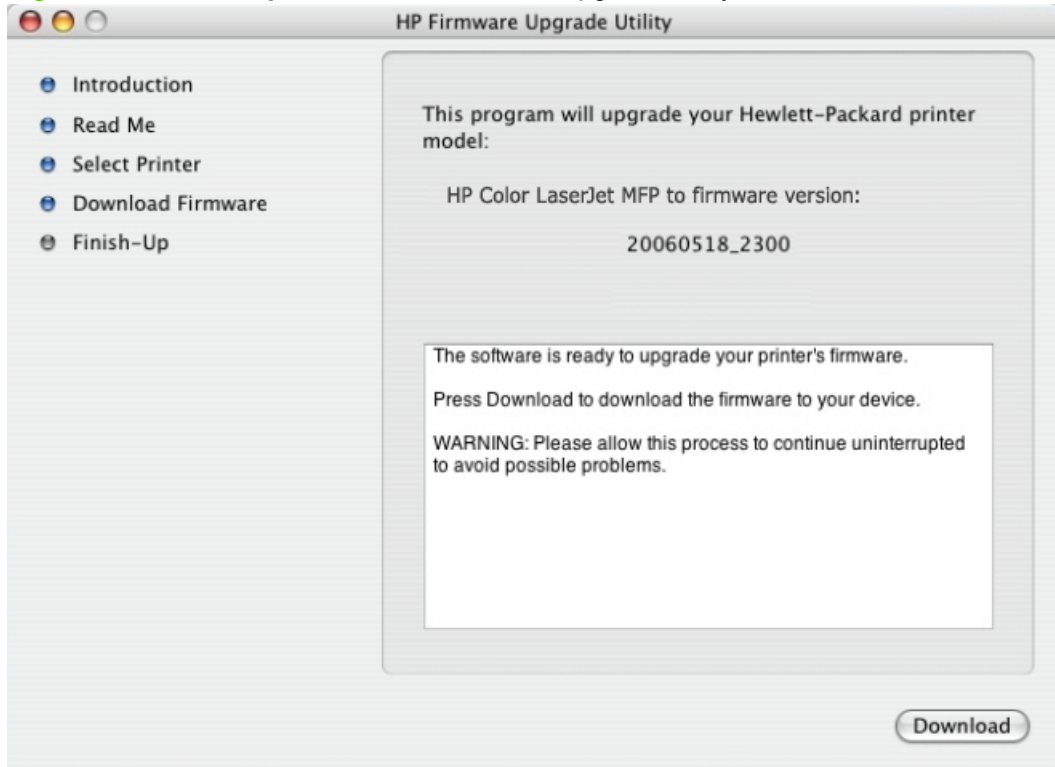 HP Firmware Upgrade Utility
Introduction
Read Me
Select Printer
Download Firmware
Finish-Up
This program will upgrade your Hewlett-Packard printer
model:
HP Color LaserJet MFP to firmware version:
20060518_2300
The software is ready to upgrade your printer's firmware.
Press Download to download the firmware to your device.
WARNING: Please allow this process to continue uninterrupted
to avoid possible problems.
Download